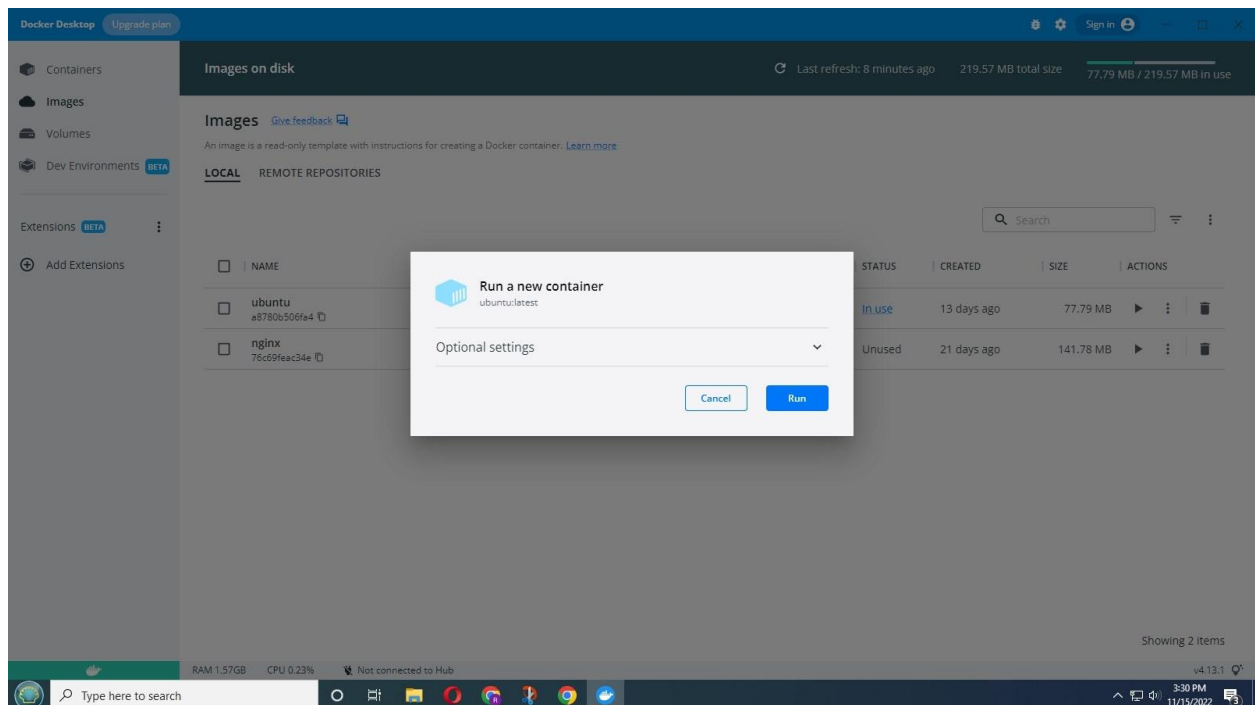 Docker Desktop Upgrade plan Sign in
Containers
Images
Volumes
Dev Environments BETA
Extensions BETA
Add Extensions
Images on disk Last refresh: 8 minutes ago 219.57 MB total size 77.79 MB / 219.57 MB in use
Images Give feedback
An image is a read-only template with instructions for creating a Docker container. Learn more
LOCAL REMOTE REPOSITORIES
Search
NAME STATUS CREATED SIZE ACTIONS
ubuntu In use 13 days ago 77.79 MB
a8780b506fa4
nginx Unused 21 days ago 141.78 MB
76c69feac34e
Run a new container
ubuntu:latest
Optional settings
Cancel Run
Showing 2 items
RAM 1.57GB CPU 0.23% Not connected to Hub v4.13.1
Type here to search
3:30 PM
11/15/2022
3